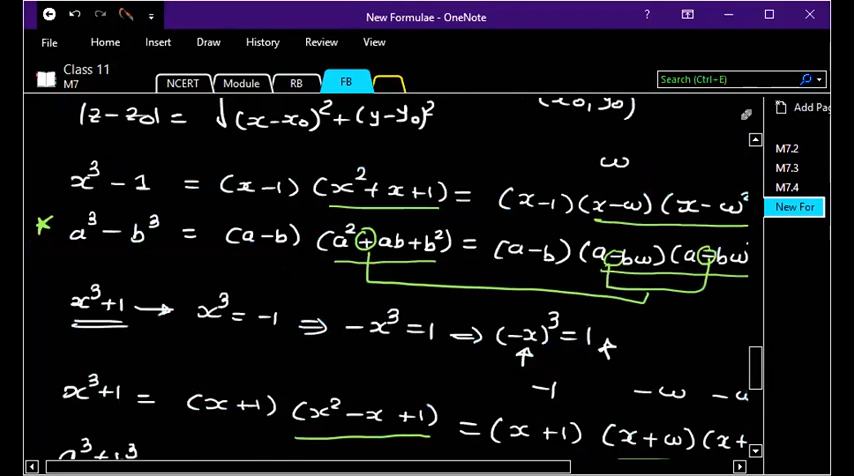 New Formulae - OneNote
File Home Insert Draw History Review View
Class 11
M7
NCERT Module RB FB
Search (Ctrl+E)
Add Pag
M7.2
M7.3
M7.4
New For
|z-z₀| = √(x-x₀)²+(y-y₀)² (x₀, y₀)
ω
x³ - 1 = (x-1) (x²+x+1) = (x-1)(x-ω)(x-ω²
* a³ - b³ = (a-b) (a²+ab+b²) = (a-b)(a-bω)(a-bω²
x³+1 → x³ = -1 ⇒ -x³ = 1 ⇒ (-x)³ = 1
-1 -ω
x³+1 = (x+1) (x²-x+1) = (x+1) (x+ω)(x+